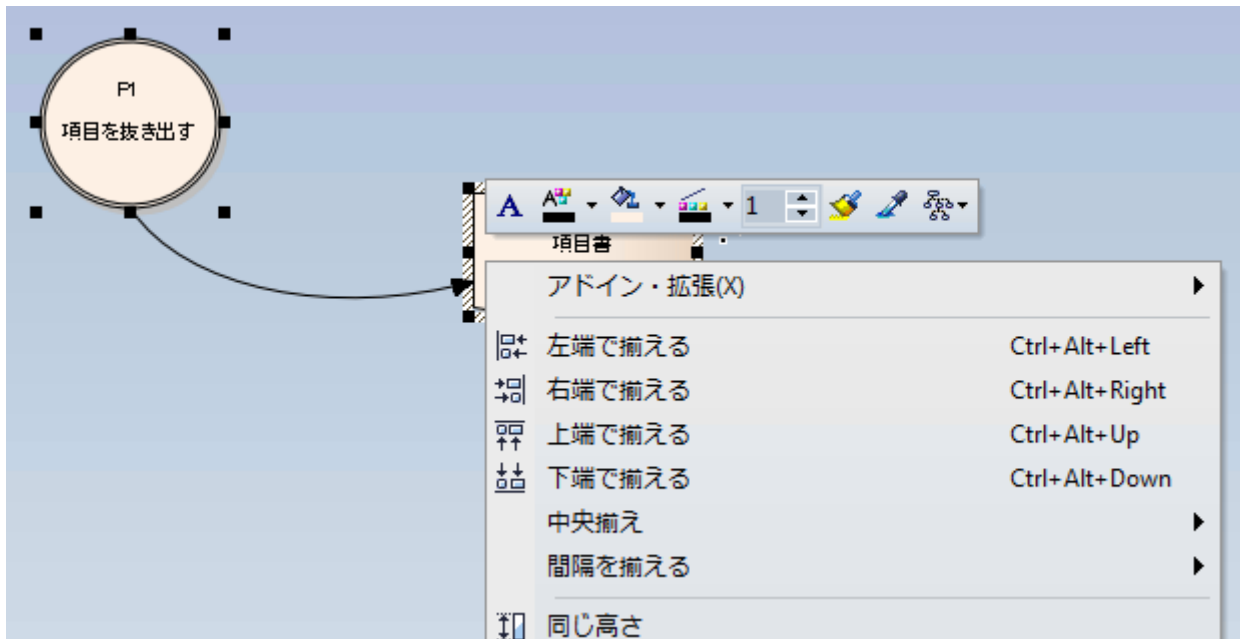 P1
項目を抜き出す
A
A
1
項目書
アドイン・拡張(X)
左端で揃える Ctrl+Alt+Left
右端で揃える Ctrl+Alt+Right
上端で揃える Ctrl+Alt+Up
下端で揃える Ctrl+Alt+Down
中央揃え
間隔を揃える
同じ高さ